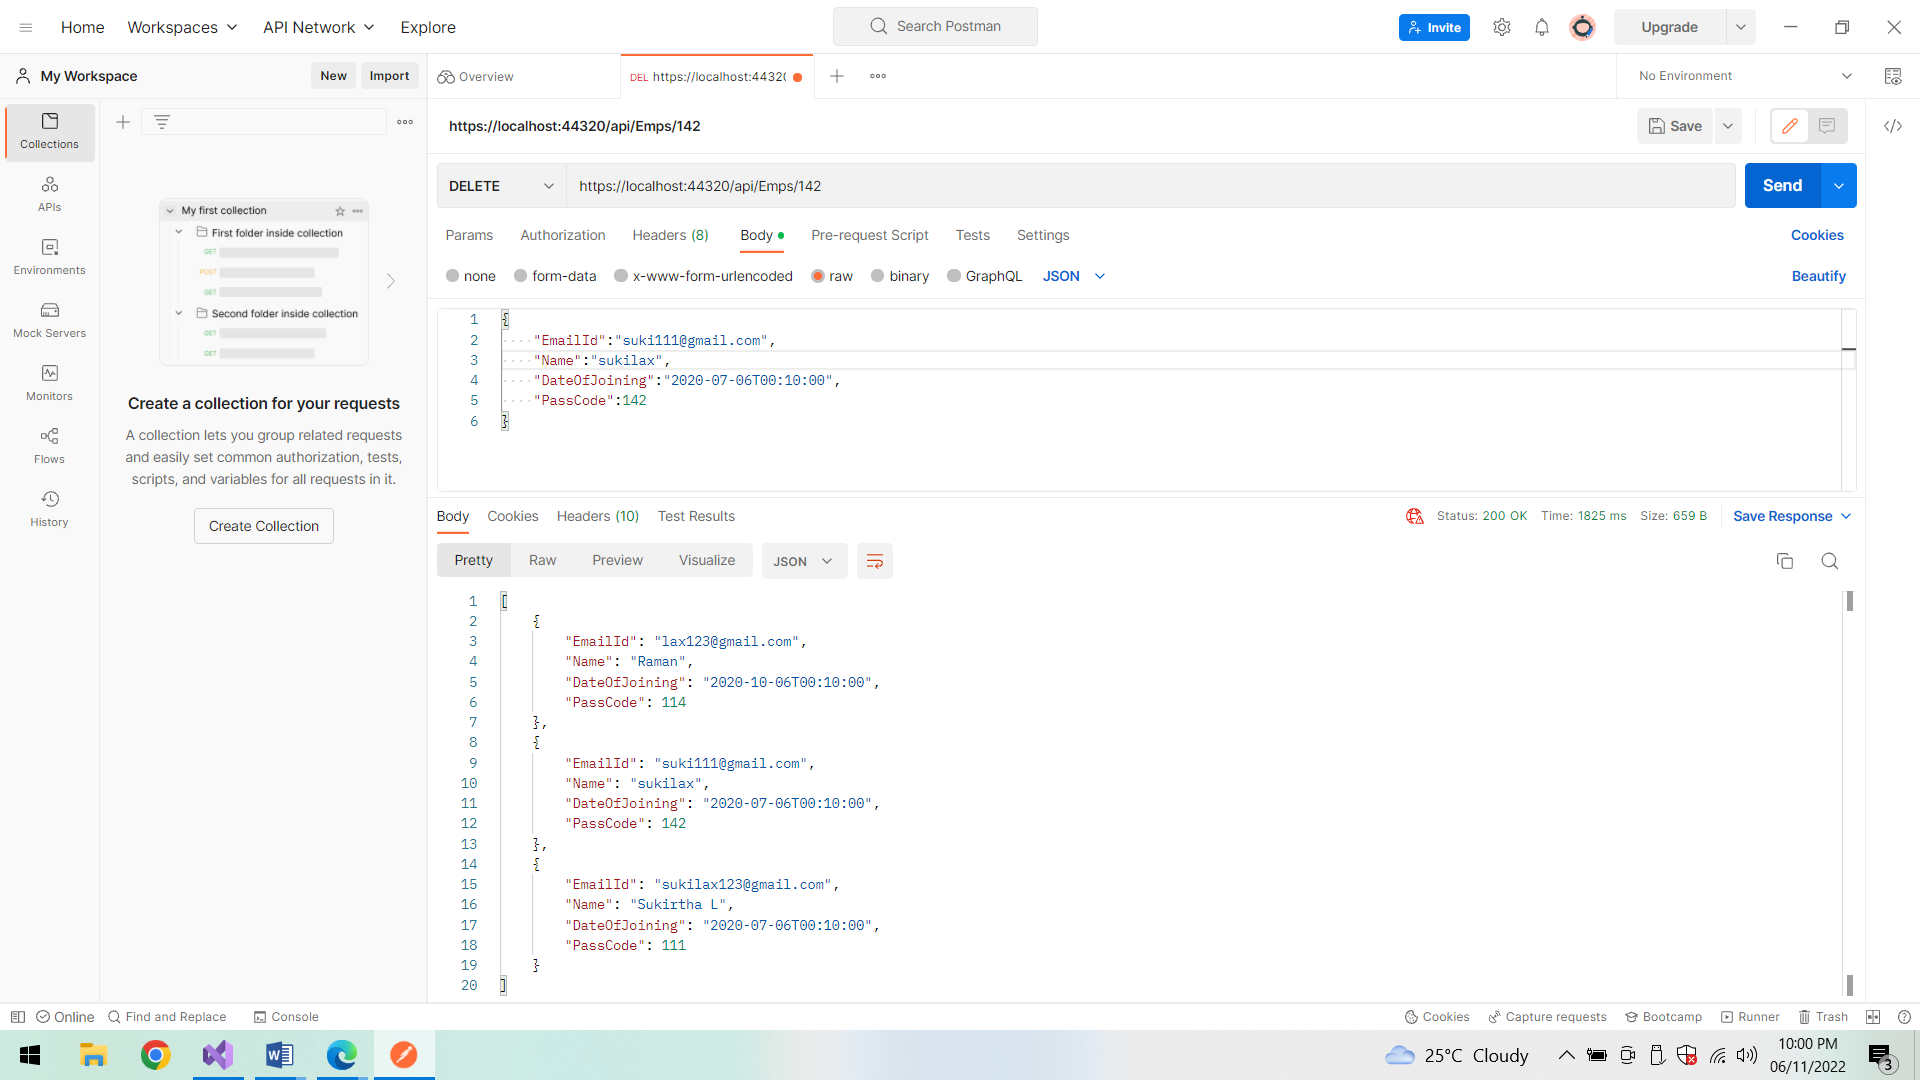 Home Workspaces API Network Explore Search Postman Invite Upgrade
My Workspace New Import Overview DEL https://localhost:4432 No Environment
Collections
APIs
Environments
Mock Servers
Monitors
Flows
History
My first collection
First folder inside collection
GET
POST
GET
Second folder inside collection
GET
GET
Create a collection for your requests
A collection lets you group related requests
and easily set common authorization, tests,
scripts, and variables for all requests in it.
Create Collection
https://localhost:44320/api/Emps/142 Save
DELETE https://localhost:44320/api/Emps/142 Send
Params Authorization Headers (8) Body Pre-request Script Tests Settings Cookies
none form-data x-www-form-urlencoded raw binary GraphQL JSON Beautify
1 {
2 "EmailId":"suki111@gmail.com",
3 "Name":"sukilax",
4 "DateOfJoining":"2020-07-06T00:10:00",
5 "PassCode":142
6 }
Body Cookies Headers (10) Test Results Status: 200 OK Time: 1825 ms Size: 659 B Save Response
Pretty Raw Preview Visualize JSON
1 [
2 {
3 "EmailId": "lax123@gmail.com",
4 "Name": "Raman",
5 "DateOfJoining": "2020-10-06T00:10:00",
6 "PassCode": 114
7 },
8 {
9 "EmailId": "suki111@gmail.com",
10 "Name": "sukilax",
11 "DateOfJoining": "2020-07-06T00:10:00",
12 "PassCode": 142
13 },
14 {
15 "EmailId": "sukilax123@gmail.com",
16 "Name": "Sukirtha L",
17 "DateOfJoining": "2020-07-06T00:10:00",
18 "PassCode": 111
19 }
20 ]
Online Find and Replace Console Cookies Capture requests Bootcamp Runner Trash
25°C Cloudy 10:00 PM
06/11/2022 3